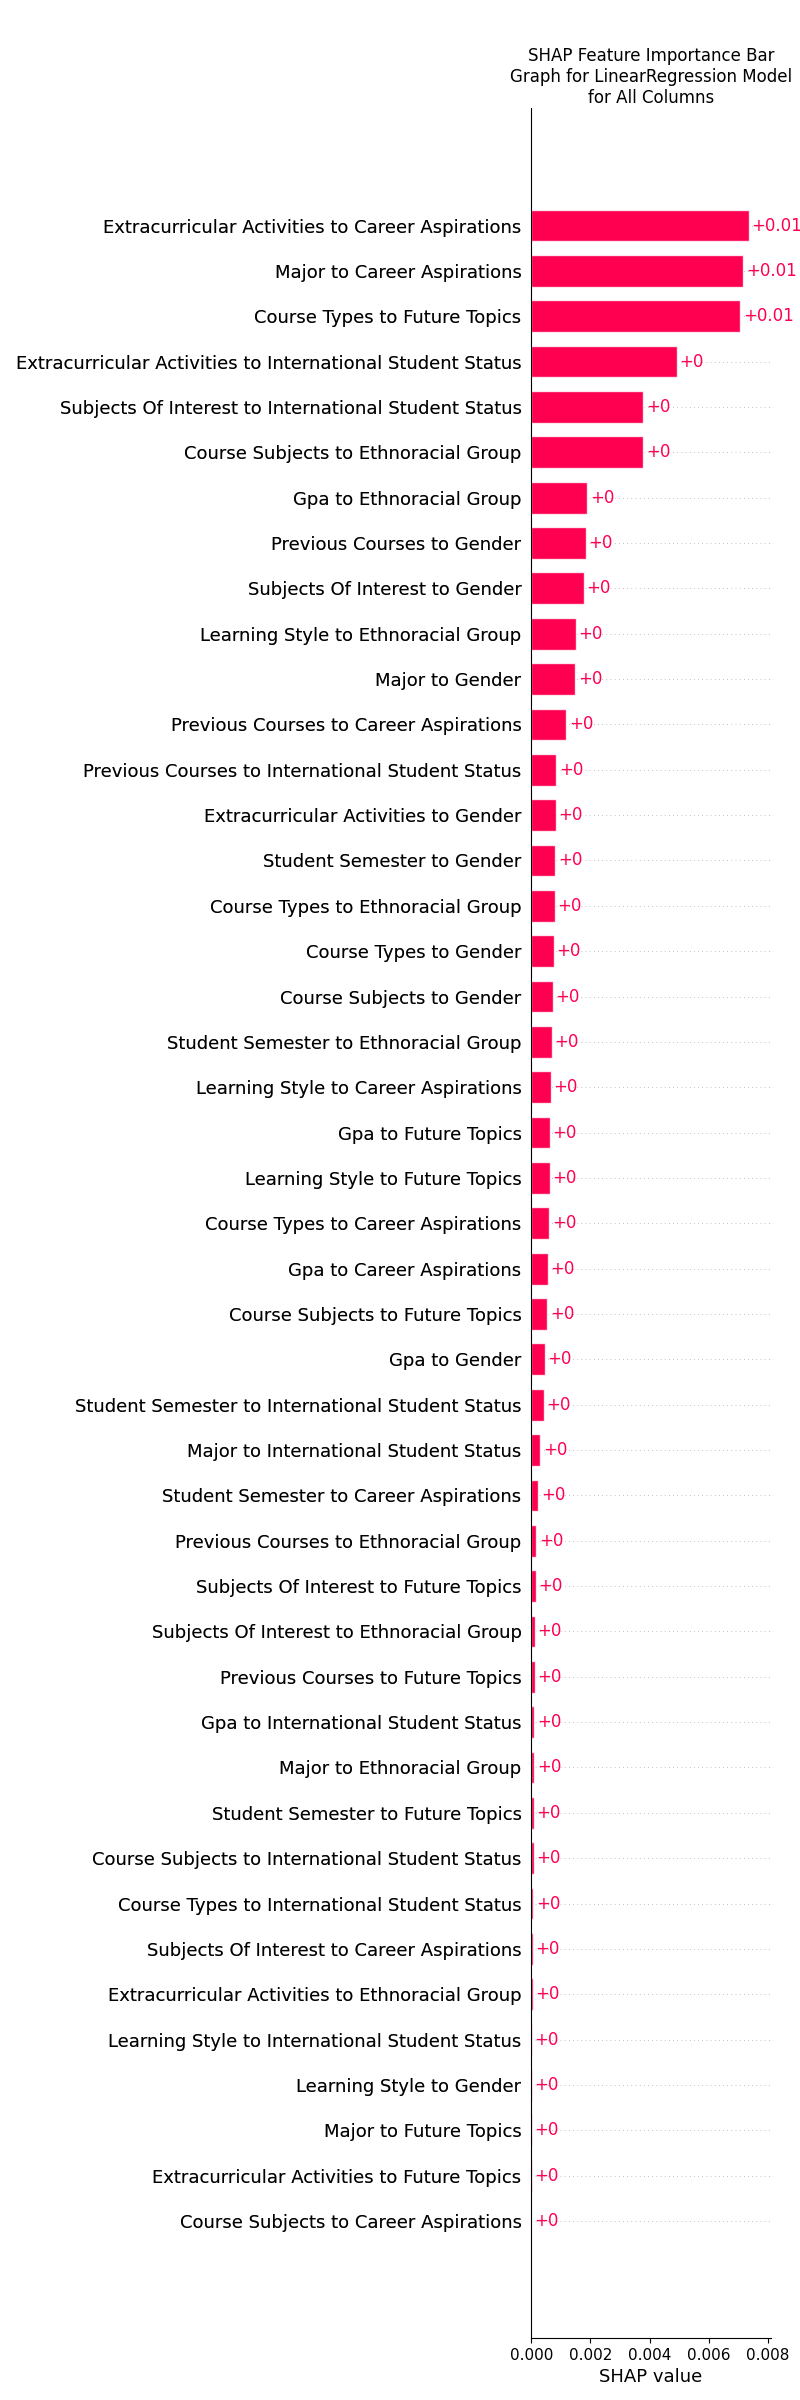 SHAP Feature Importance Bar
Graph for LinearRegression Model
for All Columns
Extracurricular Activities to Career Aspirations +0.01
Major to Career Aspirations +0.01
Course Types to Future Topics +0.01
Extracurricular Activities to International Student Status +0
Subjects Of Interest to International Student Status +0
Course Subjects to Ethnoracial Group +0
Gpa to Ethnoracial Group +0
Previous Courses to Gender +0
Subjects Of Interest to Gender +0
Learning Style to Ethnoracial Group +0
Major to Gender +0
Previous Courses to Career Aspirations +0
Previous Courses to International Student Status +0
Extracurricular Activities to Gender +0
Student Semester to Gender +0
Course Types to Ethnoracial Group +0
Course Types to Gender +0
Course Subjects to Gender +0
Student Semester to Ethnoracial Group +0
Learning Style to Career Aspirations +0
Gpa to Future Topics +0
Learning Style to Future Topics +0
Course Types to Career Aspirations +0
Gpa to Career Aspirations +0
Course Subjects to Future Topics +0
Gpa to Gender +0
Student Semester to International Student Status +0
Major to International Student Status +0
Student Semester to Career Aspirations +0
Previous Courses to Ethnoracial Group +0
Subjects Of Interest to Future Topics +0
Subjects Of Interest to Ethnoracial Group +0
Previous Courses to Future Topics +0
Gpa to International Student Status +0
Major to Ethnoracial Group +0
Student Semester to Future Topics +0
Course Subjects to International Student Status +0
Course Types to International Student Status +0
Subjects Of Interest to Career Aspirations +0
Extracurricular Activities to Ethnoracial Group +0
Learning Style to International Student Status +0
Learning Style to Gender +0
Major to Future Topics +0
Extracurricular Activities to Future Topics +0
Course Subjects to Career Aspirations +0
0.000 0.002 0.004 0.006 0.008
SHAP value